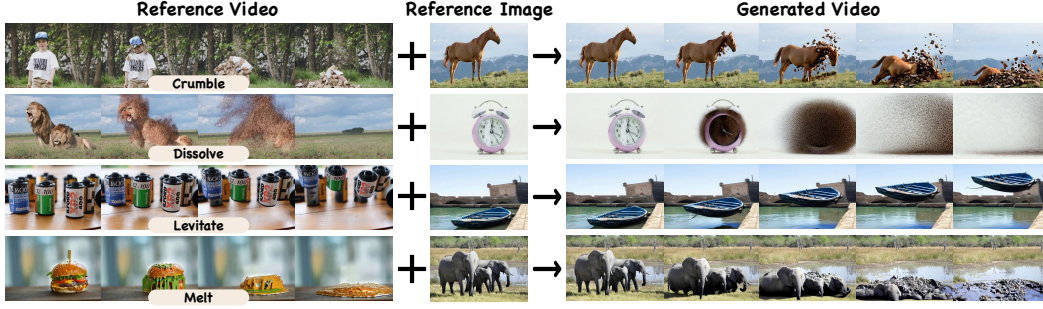 Reference Video
Reference Image
Generated Video
Crumble
Dissolve
Levitate
Melt